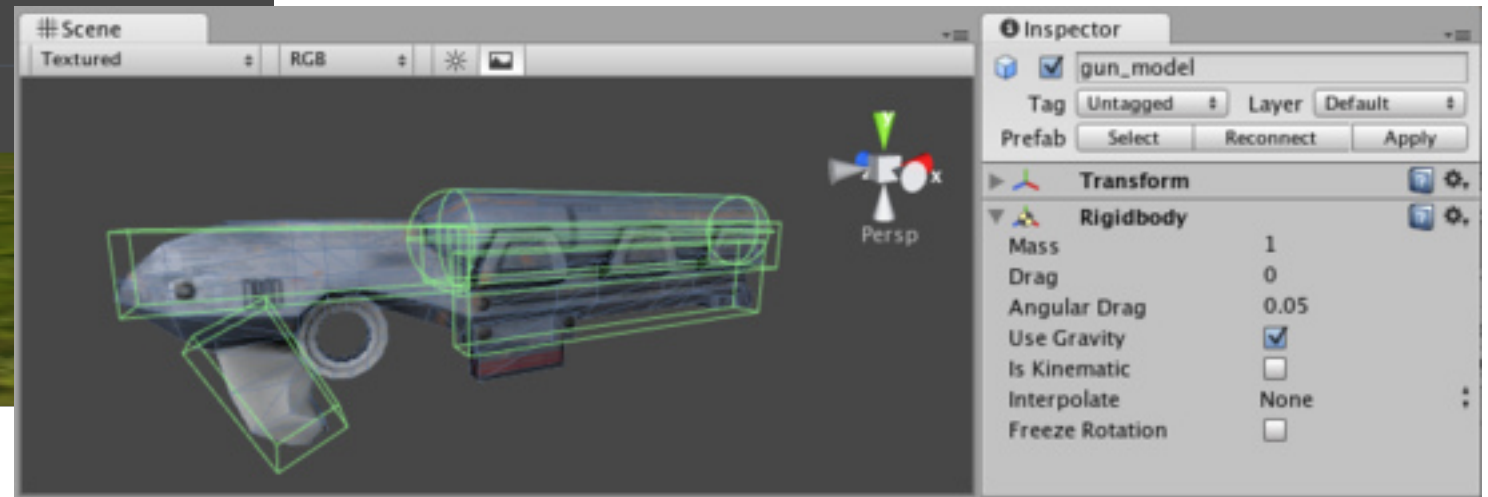 Scene
Textured RGB
y
x
Persp
Inspector
gun_model
Tag Untagged Layer Default
Prefab Select Reconnect Apply
Transform
Rigidbody
Mass 1
Drag 0
Angular Drag 0.05
Use Gravity
Is Kinematic
Interpolate None
Freeze Rotation